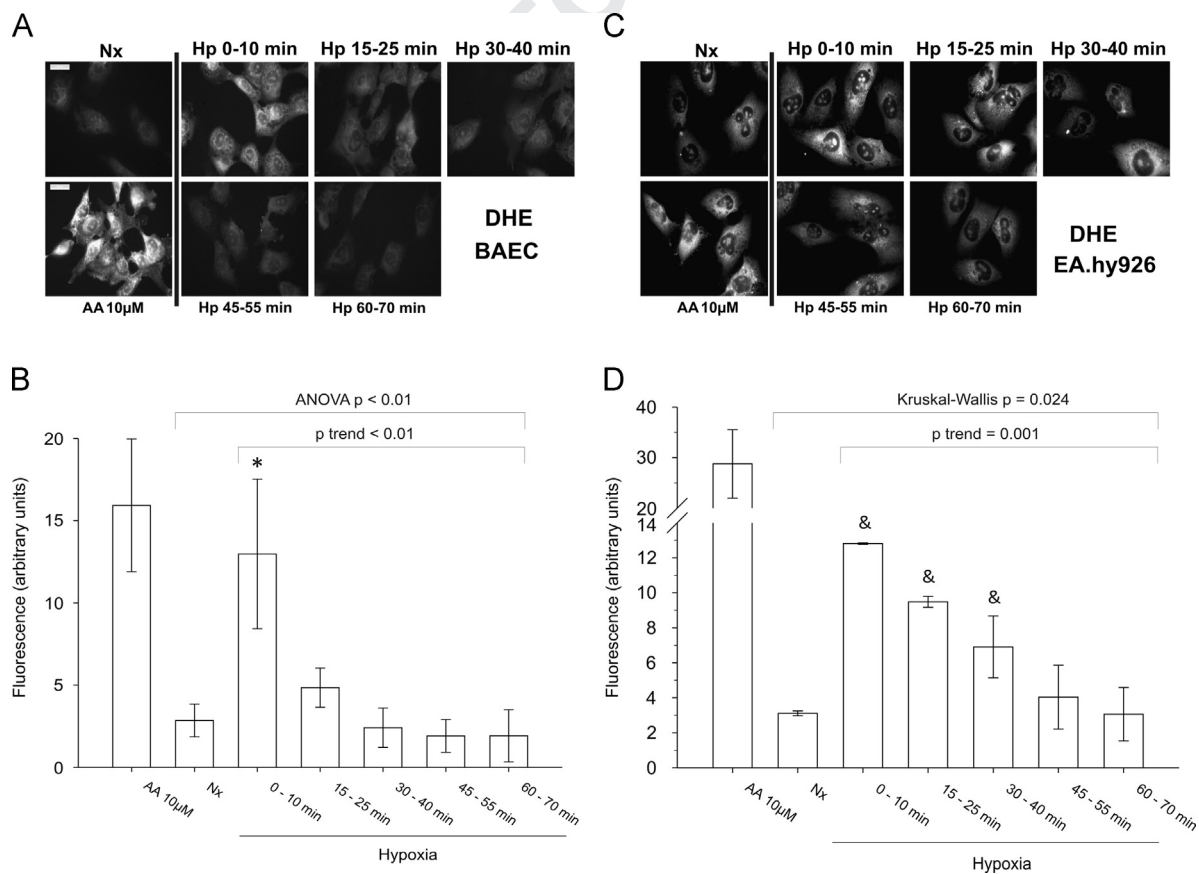 A
Nx
Hp 0-10 min
Hp 15-25 min
Hp 30-40 min
DHE
BAEC
AA 10μM
Hp 45-55 min
Hp 60-70 min
C
Nx
Hp 0-10 min
Hp 15-25 min
Hp 30-40 min
DHE
EA.hy926
AA 10μM
Hp 45-55 min
Hp 60-70 min
B
ANOVA p < 0.01
p trend < 0.01
*
Fluorescence (arbitrary units)
20
15
10
5
0
AA 10μM
Nx
0 - 10 min
15 - 25 min
30 - 40 min
45 - 55 min
60 - 70 min
Hypoxia
D
Kruskal-Wallis p = 0.024
p trend = 0.001
&
&
&
Fluorescence (arbitrary units)
40
30
20
14
12
10
8
6
4
2
0
AA 10μM
Nx
0 - 10 min
15 - 25 min
30 - 40 min
45 - 55 min
60 - 70 min
Hypoxia